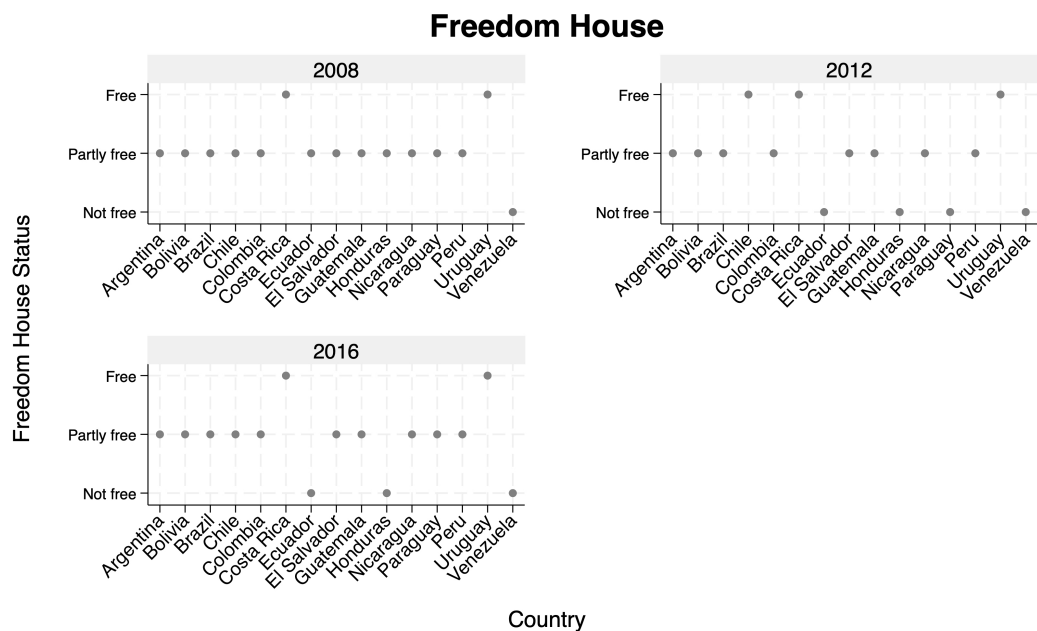 Freedom House
2008
Free
Partly free
Not free
Argentina
Bolivia
Brazil
Chile
Colombia
Costa Rica
Ecuador
El Salvador
Guatemala
Honduras
Nicaragua
Paraguay
Peru
Uruguay
Venezuela
2012
Free
Partly free
Not free
Argentina
Bolivia
Brazil
Chile
Colombia
Costa Rica
Ecuador
El Salvador
Guatemala
Honduras
Nicaragua
Paraguay
Peru
Uruguay
Venezuela
Freedom House Status
2016
Free
Partly free
Not free
Argentina
Bolivia
Brazil
Chile
Colombia
Costa Rica
Ecuador
El Salvador
Guatemala
Honduras
Nicaragua
Paraguay
Peru
Uruguay
Venezuela
Country